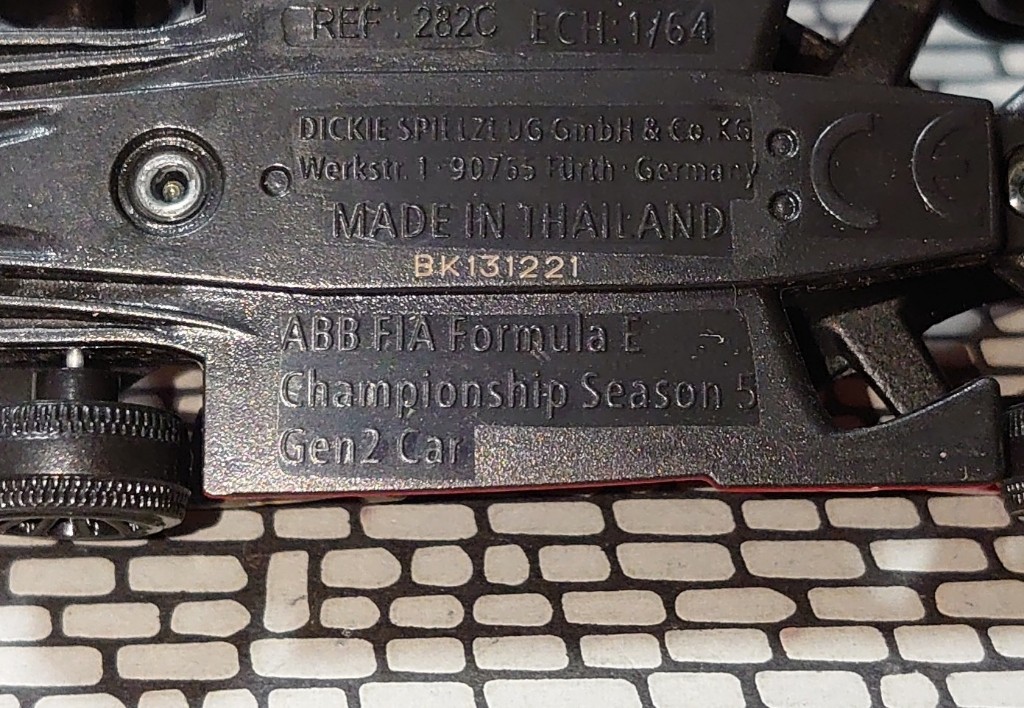 REF : 282C ECH: 1/64
DICKIE SPIELZEUG GmbH & Co. KG
Werkstr. 1 · 90765 Fürth · Germany
MADE IN THAILAND
CE
BK131221
ABB FIA Formula E
Championship Season 5
Gen2 Car